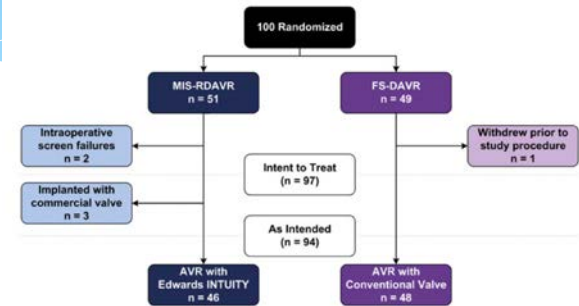 100 Randomized
MIS-RDAVR
n = 51
FS-DAVR
n = 49
Intraoperative
screen failures
n = 2
Withdrew prior to
study procedure
n = 1
Intent to Treat
(n = 97)
Implanted with
commercial valve
n = 3
As Intended
(n = 94)
AVR with
Edwards INTUITY
n = 46
AVR with
Conventional Valve
n = 48